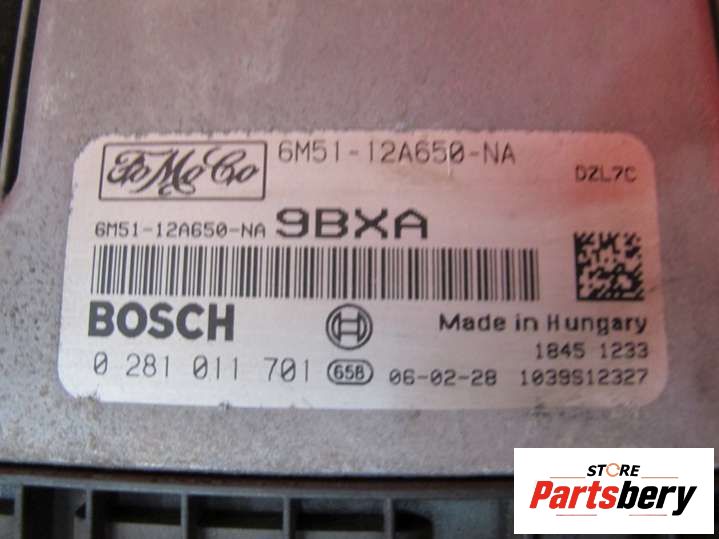 FoMoCo
6M51-12A650-NA
DZL7C
6M51-12A650-NA 9BXA
BOSCH
Made in Hungary
1845 1233
0 281 011 701 658 06-02-28 1039S12327
STORE
Partsbery